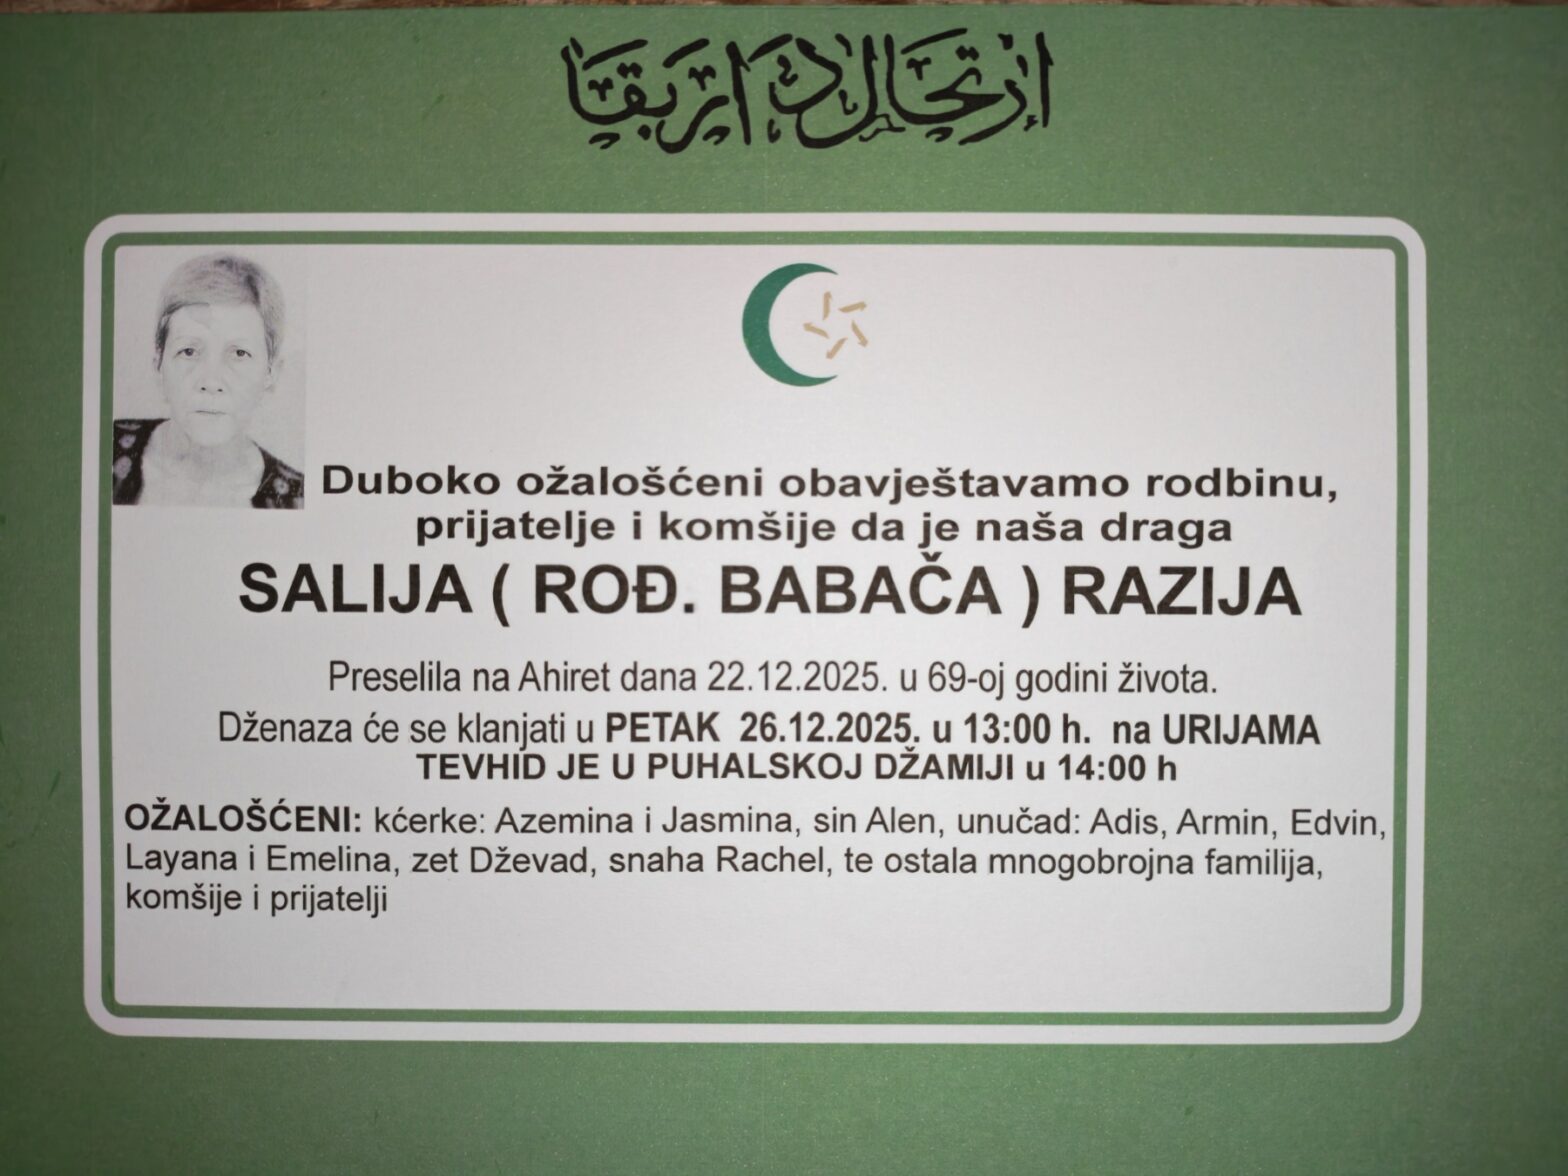 إرتحال دار بقا
Duboko ožalošćeni obavještavamo rodbinu,
prijatelje i komšije da je naša draga
SALIJA ( ROĐ. BABAČA ) RAZIJA
Preselila na Ahiret dana 22.12.2025. u 69-oj godini života.
Dženaza će se klanjati u PETAK 26.12.2025. u 13:00 h. na URIJAMA
TEVHID JE U PUHALSKOJ DŽAMIJI u 14:00 h
OŽALOŠĆENI: kćerke: Azemina i Jasmina, sin Alen, unučad: Adis, Armin, Edvin,
Layana i Emelina, zet Dževad, snaha Rachel, te ostala mnogobrojna familija,
komšije i prijatelji